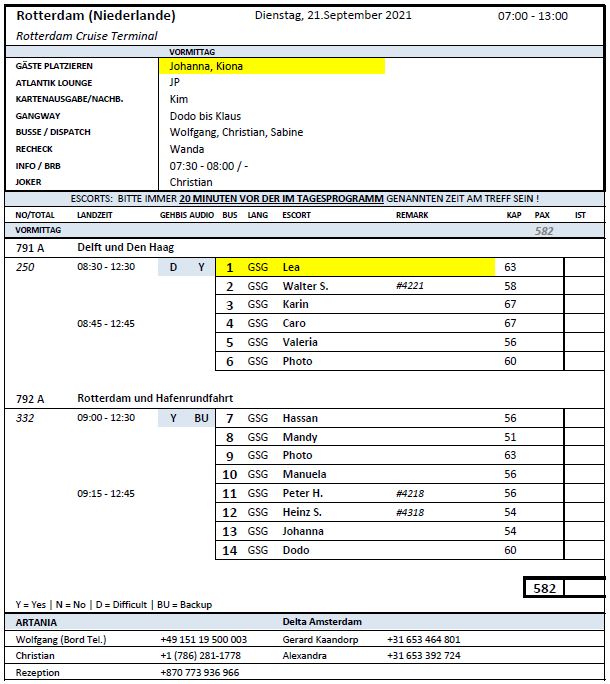 Rotterdam (Niederlande) Dienstag, 21.September 2021 07:00 - 13:00
Rotterdam Cruise Terminal
VORMITTAG
GÄSTE PLATZIEREN Johanna, Kiona
ATLANTIK LOUNGE JP
KARTENAUSGABE/NACHB. Kim
GANGWAY Dodo bis Klaus
BUSSE / DISPATCH Wolfgang, Christian, Sabine
RECHECK Wanda
INFO / BRB 07:30 - 08:00 / -
JOKER Christian
ESCORTS: BITTE IMMER 20 MINUTEN VOR DER IM TAGESPROGRAMM GENANNTEN ZEIT AM TREFF SEIN !
NO/TOTAL LANDZEIT GEHBIS AUDIO BUS LANG ESCORT REMARK KAP PAX IST
VORMITTAG 582
791 A Delft und Den Haag
250 08:30 - 12:30 D Y 1 GSG Lea 63
2 GSG Walter S. #4221 58
3 GSG Karin 67
08:45 - 12:45 4 GSG Caro 67
5 GSG Valeria 56
6 GSG Photo 60
792 A Rotterdam und Hafenrundfahrt
332 09:00 - 12:30 Y BU 7 GSG Hassan 56
8 GSG Mandy 51
9 GSG Photo 63
10 GSG Manuela 56
09:15 - 12:45 11 GSG Peter H. #4218 56
12 GSG Heinz S. #4318 54
13 GSG Johanna 54
14 GSG Dodo 60
582
Y = Yes | N = No | D = Difficult | BU = Backup
ARTANIA Delta Amsterdam
Wolfgang (Bord Tel.) +49 151 19 500 003 Gerard Kaandorp +31 653 464 801
Christian +1 (786) 281-1778 Alexandra +31 653 392 724
Rezeption +870 773 936 966